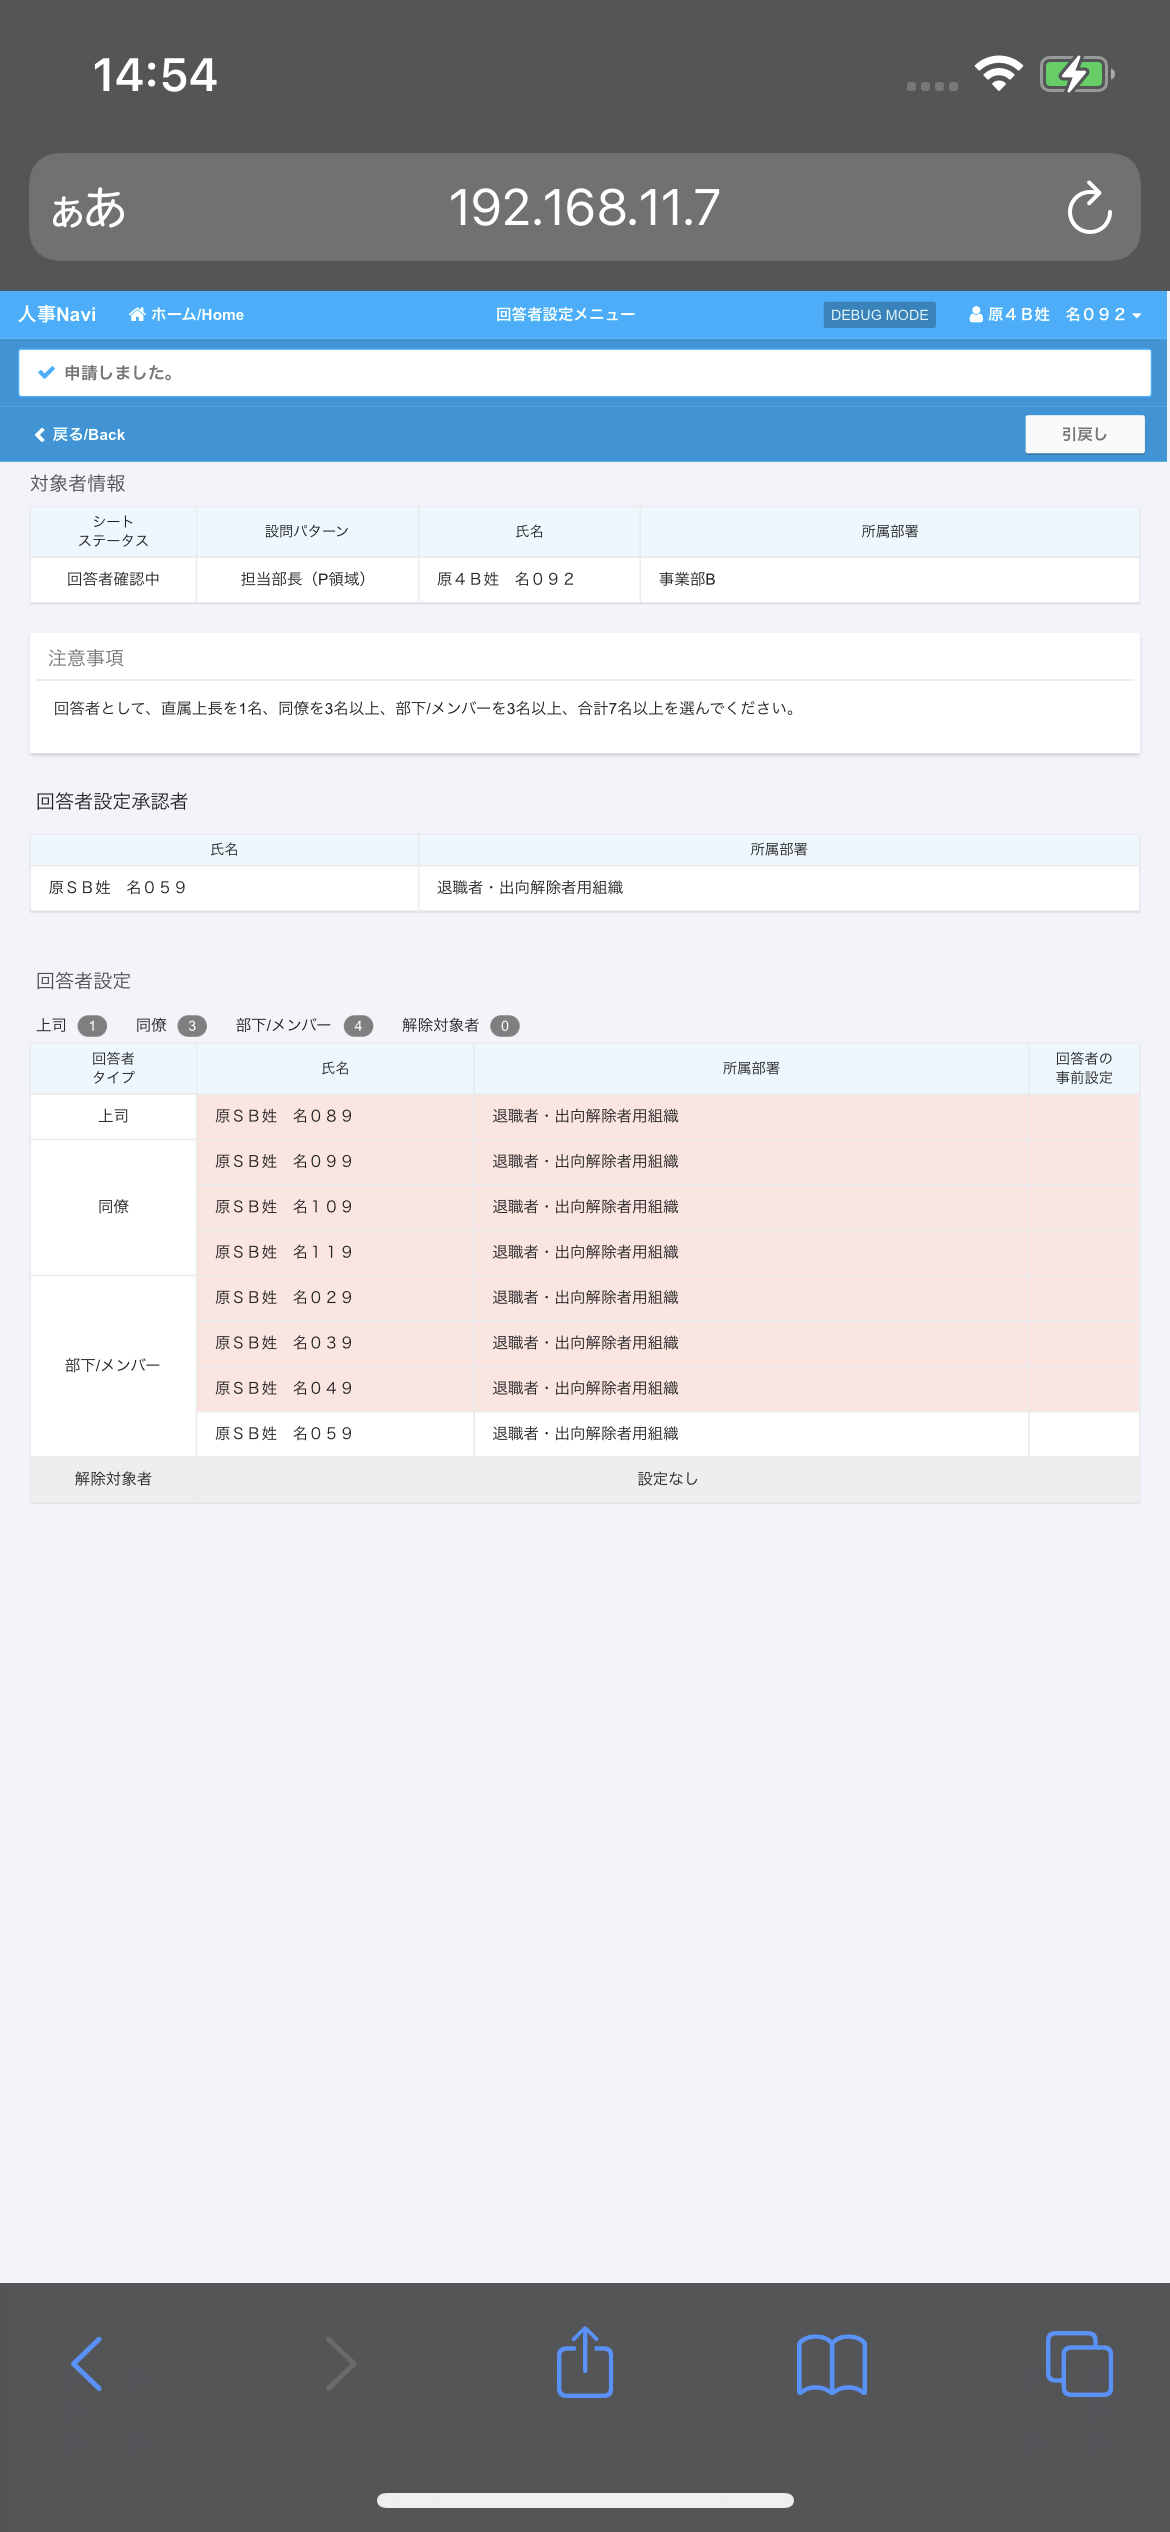 14:54
ぁあ 192.168.11.7
人事Navi ホーム/Home 回答者設定メニュー DEBUG MODE 原４Ｂ姓　名０９２
申請しました。
戻る/Back 引戻し
対象者情報
シート
ステータス 設問パターン 氏名 所属部署
回答者確認中 担当部長（P領域） 原４Ｂ姓　名０９２ 事業部B
注意事項
回答者として、直属上長を1名、同僚を3名以上、部下/メンバーを3名以上、合計7名以上を選んでください。
回答者設定承認者
氏名 所属部署
原ＳＢ姓　名０５９ 退職者・出向解除者用組織
回答者設定
上司 1 同僚 3 部下/メンバー 4 解除対象者 0
回答者
タイプ 氏名 所属部署 回答者の
事前設定
上司 原ＳＢ姓　名０８９ 退職者・出向解除者用組織
原ＳＢ姓　名０９９ 退職者・出向解除者用組織
同僚 原ＳＢ姓　名１０９ 退職者・出向解除者用組織
原ＳＢ姓　名１１９ 退職者・出向解除者用組織
原ＳＢ姓　名０２９ 退職者・出向解除者用組織
原ＳＢ姓　名０３９ 退職者・出向解除者用組織
部下/メンバー
原ＳＢ姓　名０４９ 退職者・出向解除者用組織
原ＳＢ姓　名０５９ 退職者・出向解除者用組織
解除対象者 設定なし